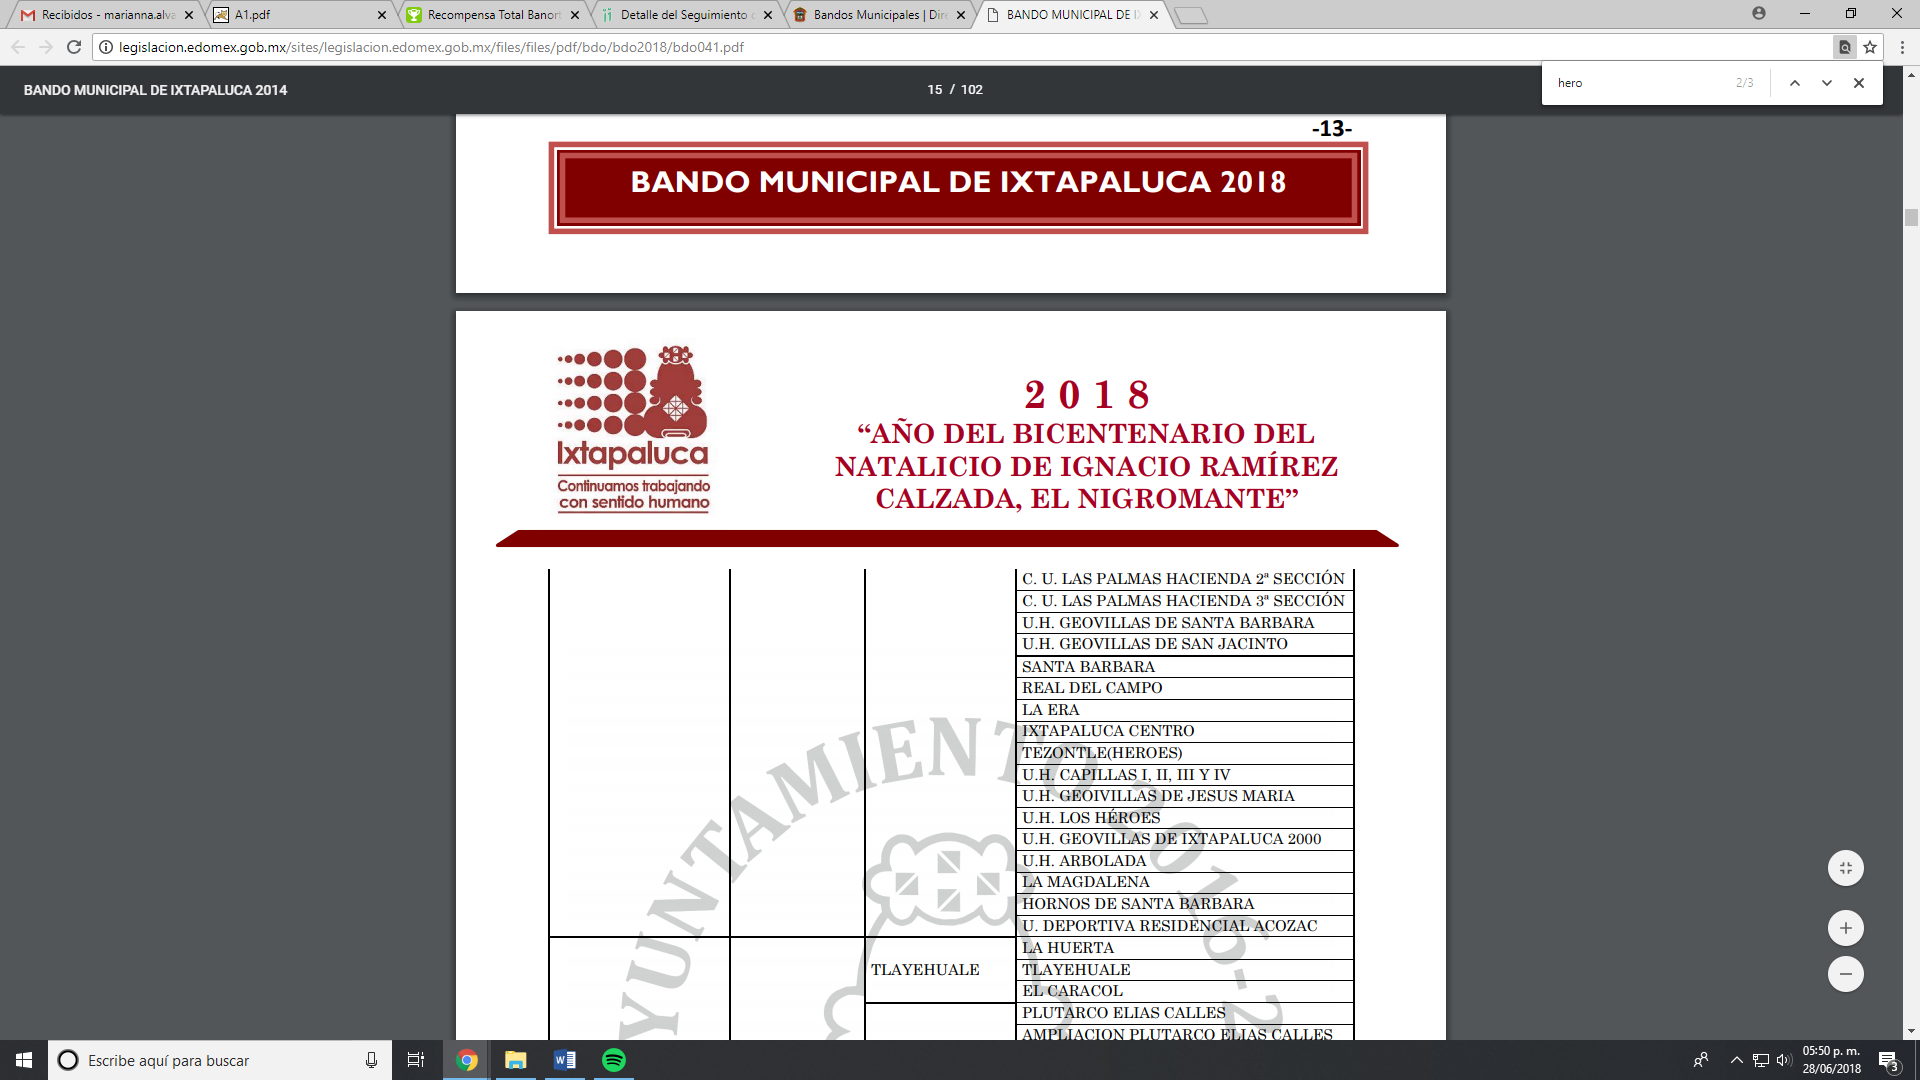 Recibidos - marianna.alva
A1.pdf
Recompensa Total Banort
Detalle del Seguimiento
Bandos Municipales | Dire
BANDO MUNICIPAL DE I
legislacion.edomex.gob.mx/sites/legislacion.edomex.gob.mx/files/files/pdf/bdo/bdo2018/bdo041.pdf
BANDO MUNICIPAL DE IXTAPALUCA 2014
15 / 102
hero
2/3
-13-
BANDO MUNICIPAL DE IXTAPALUCA 2018
Ixtapaluca
Continuamos trabajando
con sentido humano
2 0 1 8
“AÑO DEL BICENTENARIO DEL
NATALICIO DE IGNACIO RAMÍREZ
CALZADA, EL NIGROMANTE”
C. U. LAS PALMAS HACIENDA 2ª SECCIÓN
C. U. LAS PALMAS HACIENDA 3ª SECCIÓN
U.H. GEOVILLAS DE SANTA BARBARA
U.H. GEOVILLAS DE SAN JACINTO
SANTA BARBARA
REAL DEL CAMPO
LA ERA
IXTAPALUCA CENTRO
TEZONTLE(HEROES)
U.H. CAPILLAS I, II, III Y IV
U.H. GEOIVILLAS DE JESUS MARIA
U.H. LOS HÉROES
U.H. GEOVILLAS DE IXTAPALUCA 2000
U.H. ARBOLADA
LA MAGDALENA
HORNOS DE SANTA BARBARA
U. DEPORTIVA RESIDENCIAL ACOZAC
LA HUERTA
TLAYEHUALE
TLAYEHUALE
EL CARACOL
PLUTARCO ELIAS CALLES
AMPLIACION PLUTARCO ELIAS CALLES
YUNTAMIENTO 2016-2
Escribe aquí para buscar
05:50 p. m.
28/06/2018
3